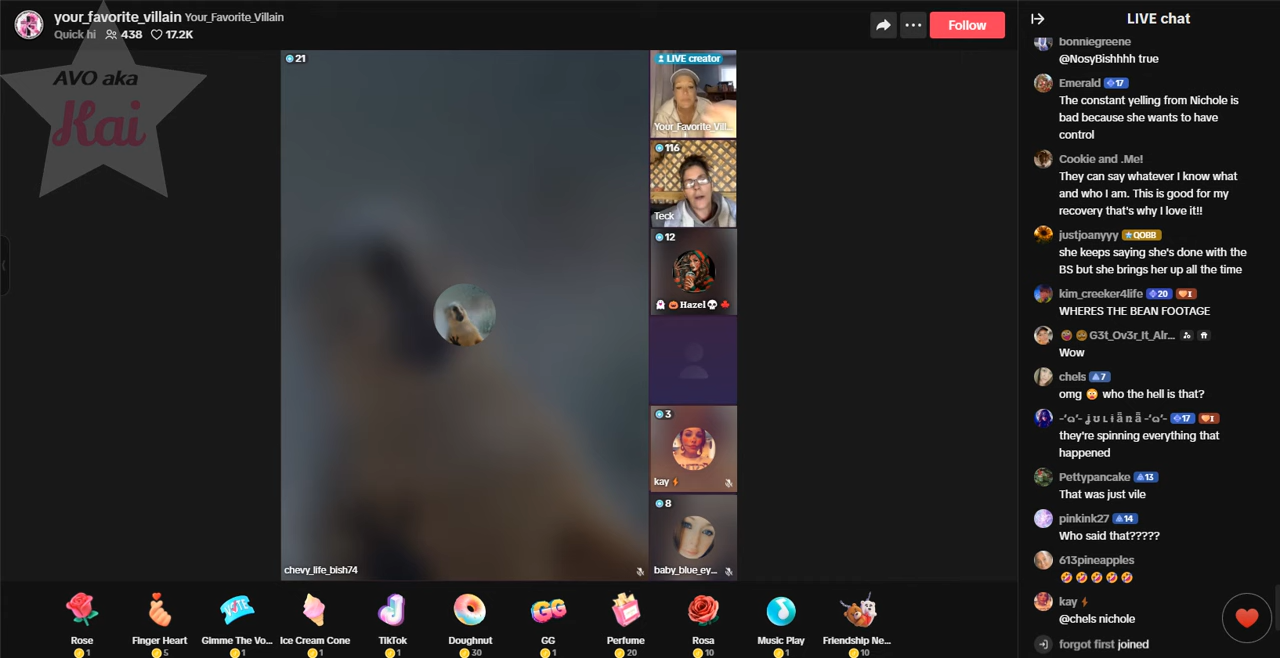 your_favorite_villain Your_Favorite_Villain
Quick hi 438 17.2K
Follow
AVO aka
Kai
21
chevy_life_bish74
LIVE creator
Your_Favorite_Vill...
116
Teck
12
Hazel
3
kay
8
baby_blue_ey...
Rose
1
Finger Heart
5
Gimme The Vo...
1
Ice Cream Cone
1
TikTok
1
Doughnut
30
GG
1
Perfume
20
Rosa
10
Music Play
1
Friendship Ne...
10
LIVE chat
bonniegreene
@NosyBishhhh true
Emerald 17
The constant yelling from Nichole is
bad because she wants to have
control
Cookie and .Me!
They can say whatever I know what
and who I am. This is good for my
recovery that's why I love it!!
justjoanyyy QOBB
she keeps saying she's done with the
BS but she brings her up all the time
kim_creeker4life 20 I
WHERES THE BEAN FOOTAGE
G3t_Ov3r_It_Alr...
Wow
chels 7
omg 😳 who the hell is that?
17 I
they're spinning everything that
happened
Pettypancake 13
That was just vile
pinkink27 14
Who said that?????
613pineapples
🤣🤣🤣🤣🤣
kay
@chels nichole
forgot first joined